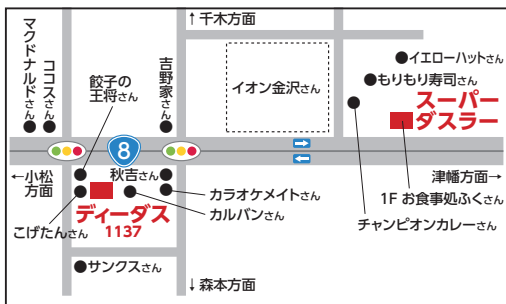 ↑千木方面
マクドナルドさん
ココスさん
餃子の
王将さん
吉野家さん
イオン金沢さん
イエローハットさん
もりもり寿司さん
スーパー
ダスラー
8
←小松
方面
秋吉さん
津幡方面→
ディーダス
1137
カラオケメイトさん
カルバンさん
1F お食事処ふくさん
チャンピオンカレーさん
こげたんさん
サンクスさん
↓森本方面